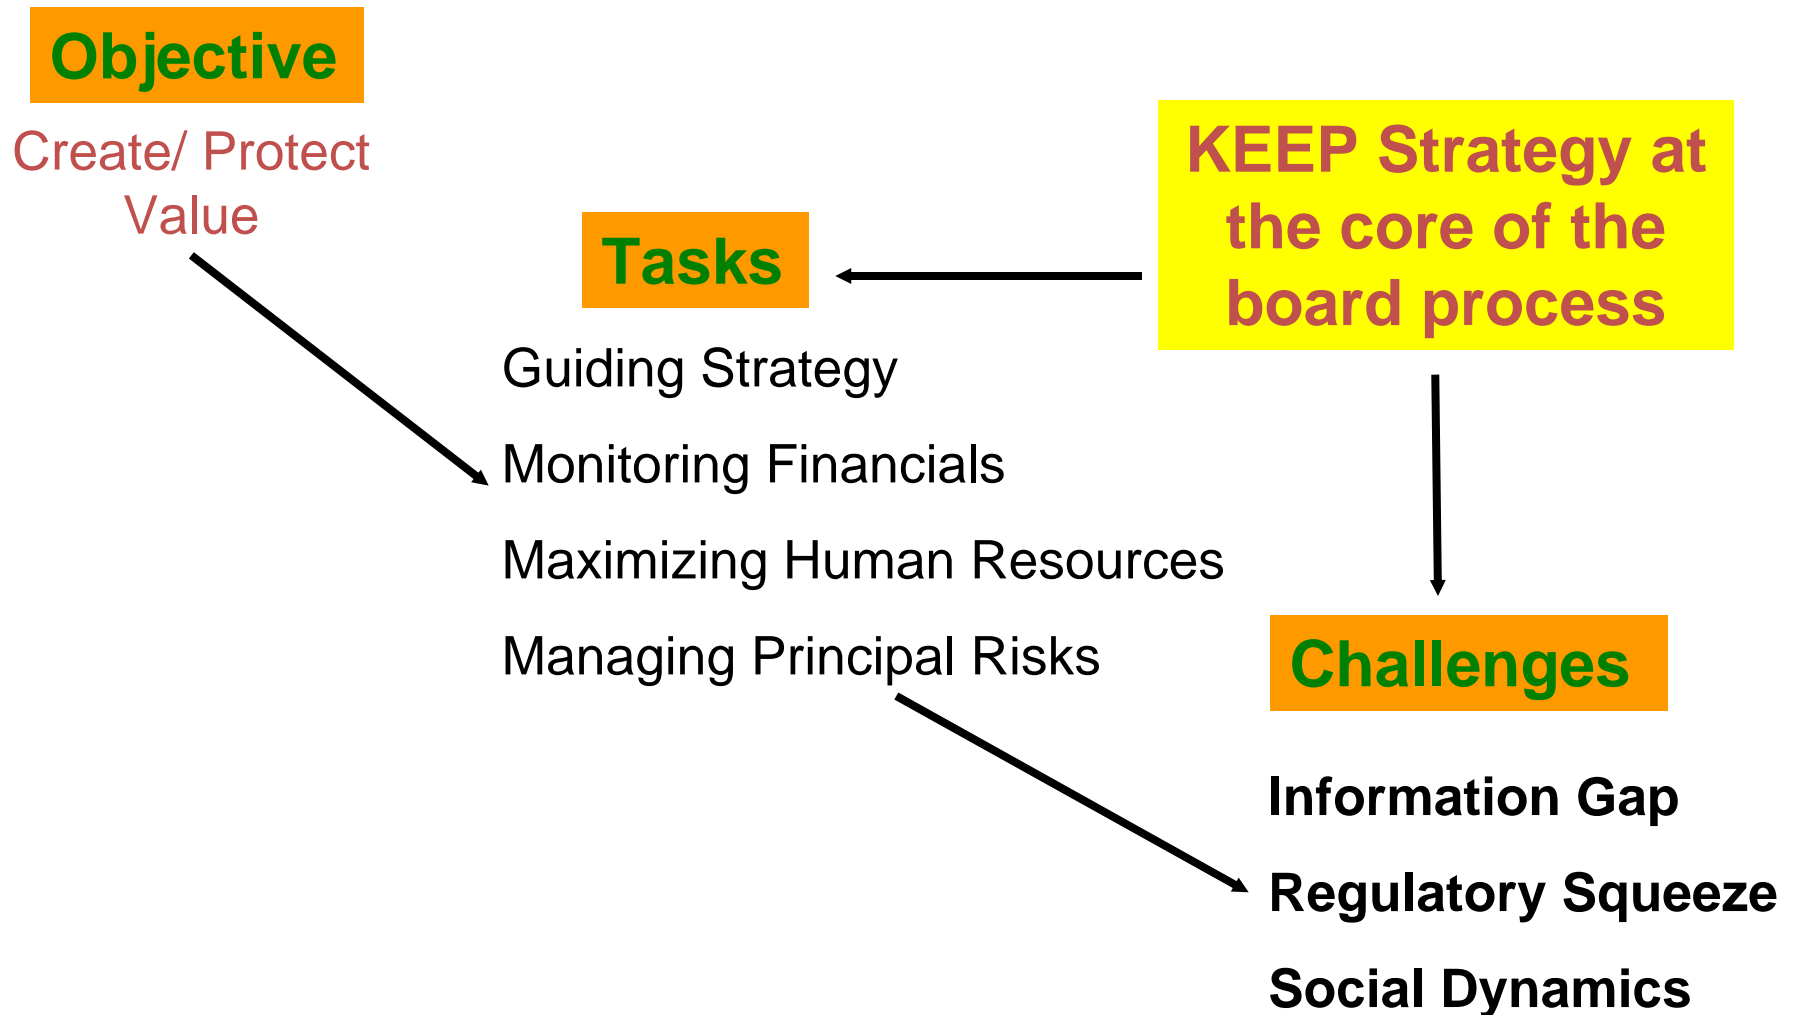 Objective
Create/ Protect
Value
Tasks
Guiding Strategy
Monitoring Financials
Maximizing Human Resources
Managing Principal Risks
KEEP Strategy at
the core of the
board process
Challenges
Information Gap
Regulatory Squeeze
Social Dynamics